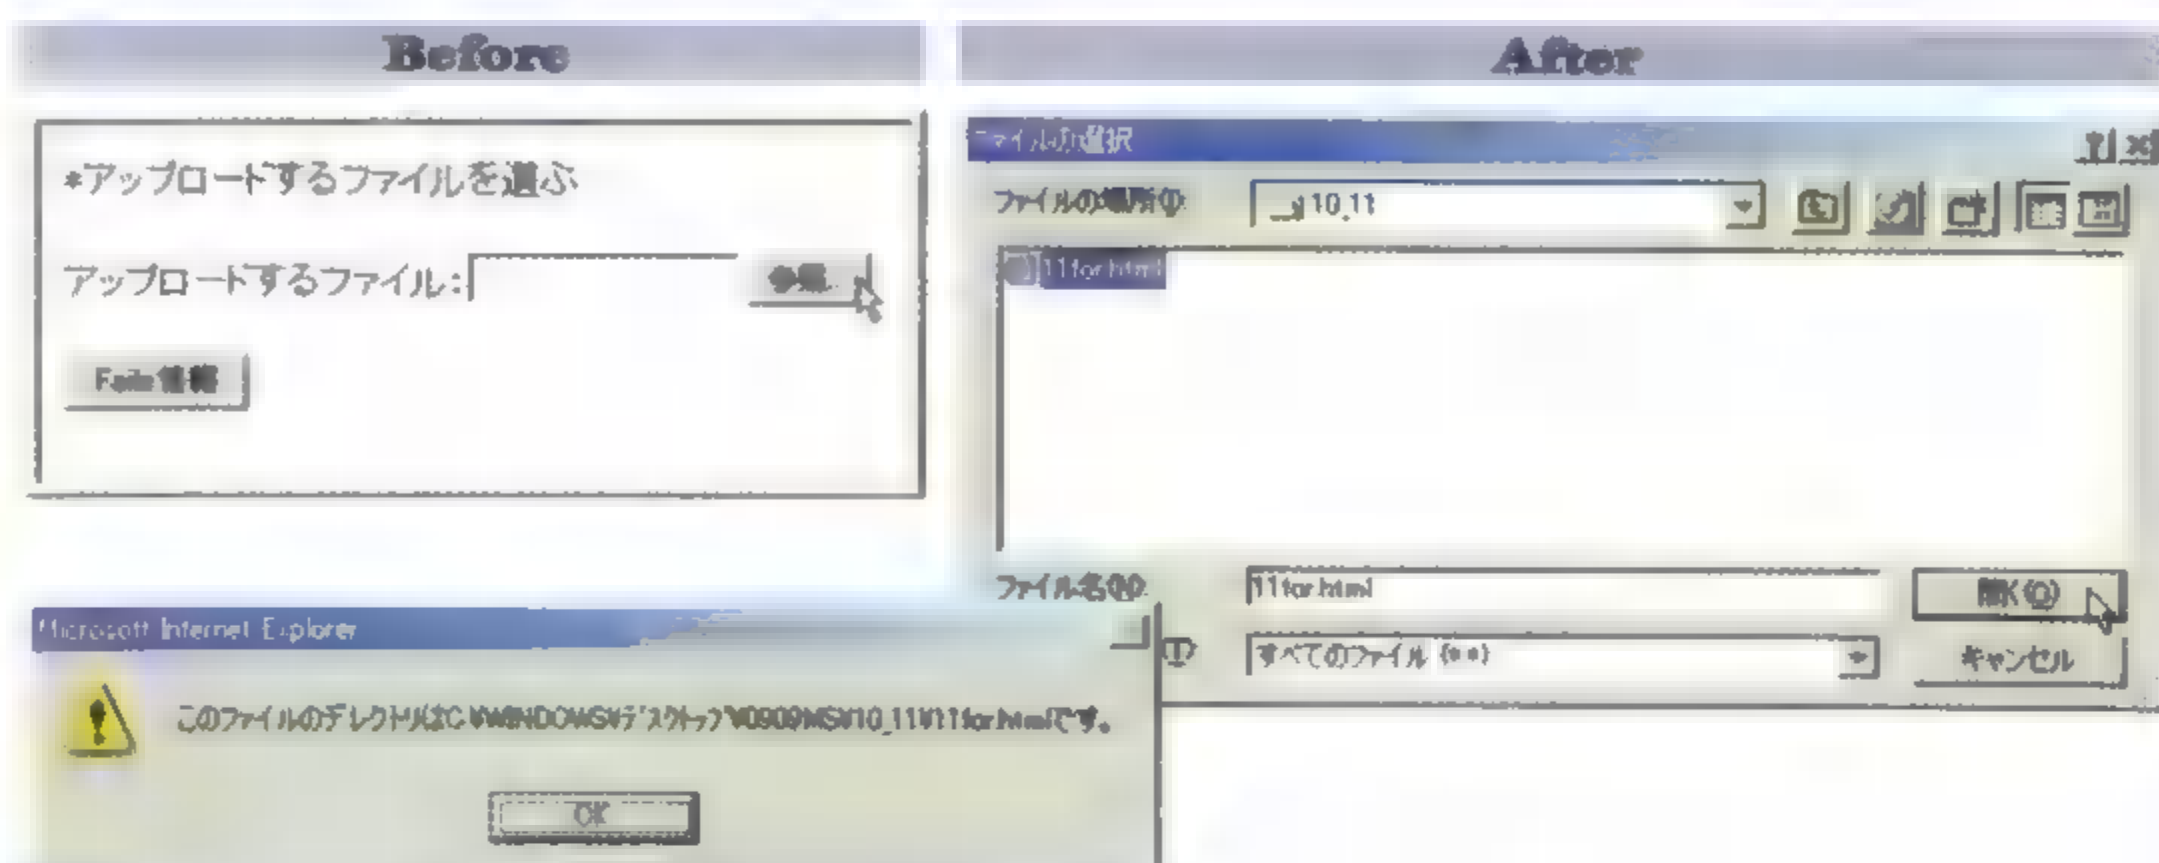 Before
*アップロードするファイルを選ぶ
アップロードするファイル: 参照...
After
ファイルの選択
ファイルの場所(I):
10_11
11for.html
ファイル名(N):
11for.html
開く(O)
(T):
すべてのファイル (*.*)
キャンセル
Microsoft Internet Explorer
このファイルのデレクトリはC:¥WINDOWS¥デスクトップ¥0909MS¥10_11¥11for.htmlです。
OK